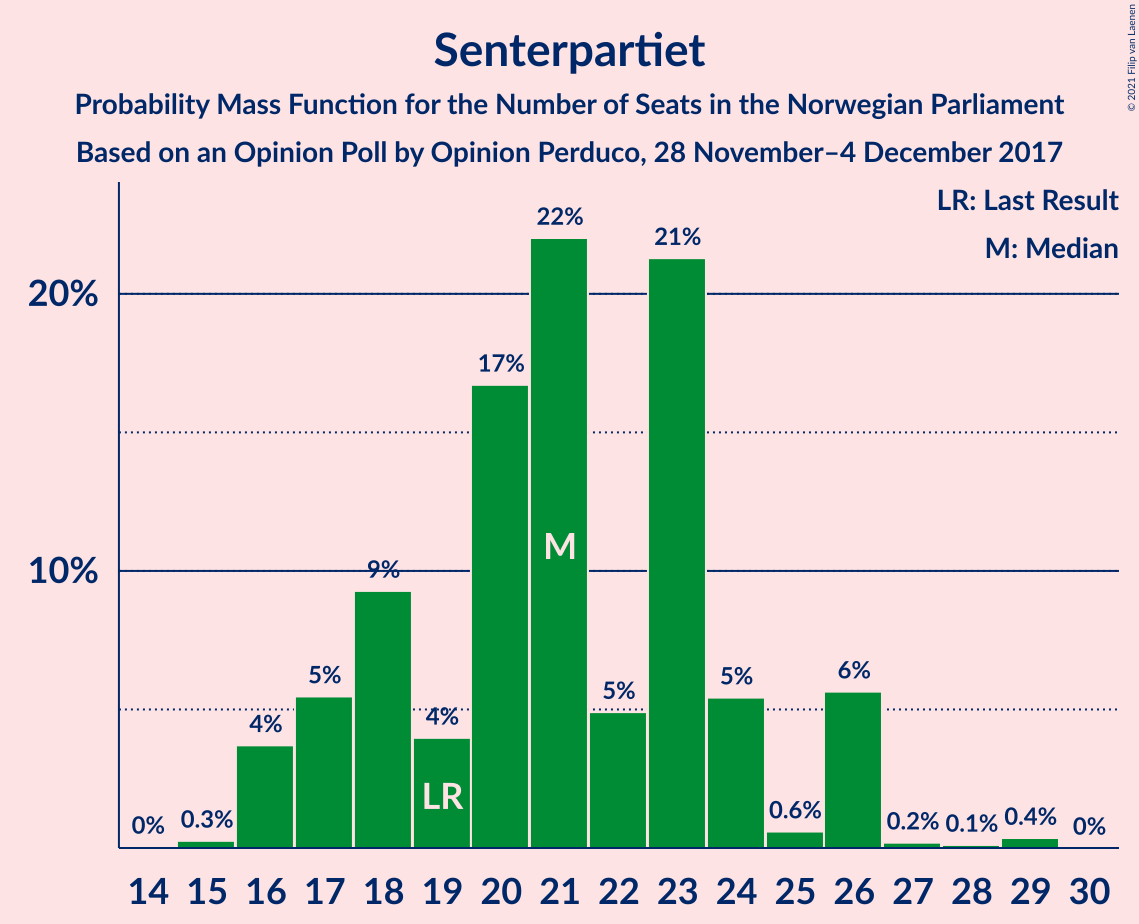 © 2021 Filip van Laenen
Senterpartiet
Probability Mass Function for the Number of Seats in the Norwegian Parliament
Based on an Opinion Poll by Opinion Perduco, 28 November–4 December 2017
LR: Last Result
M: Median
20%
10%
0%
0.3%
4%
5%
9%
4%
17%
22%
5%
21%
5%
0.6%
6%
0.2%
0.1%
0.4%
0%
LR
M
14 15 16 17 18 19 20 21 22 23 24 25 26 27 28 29 30